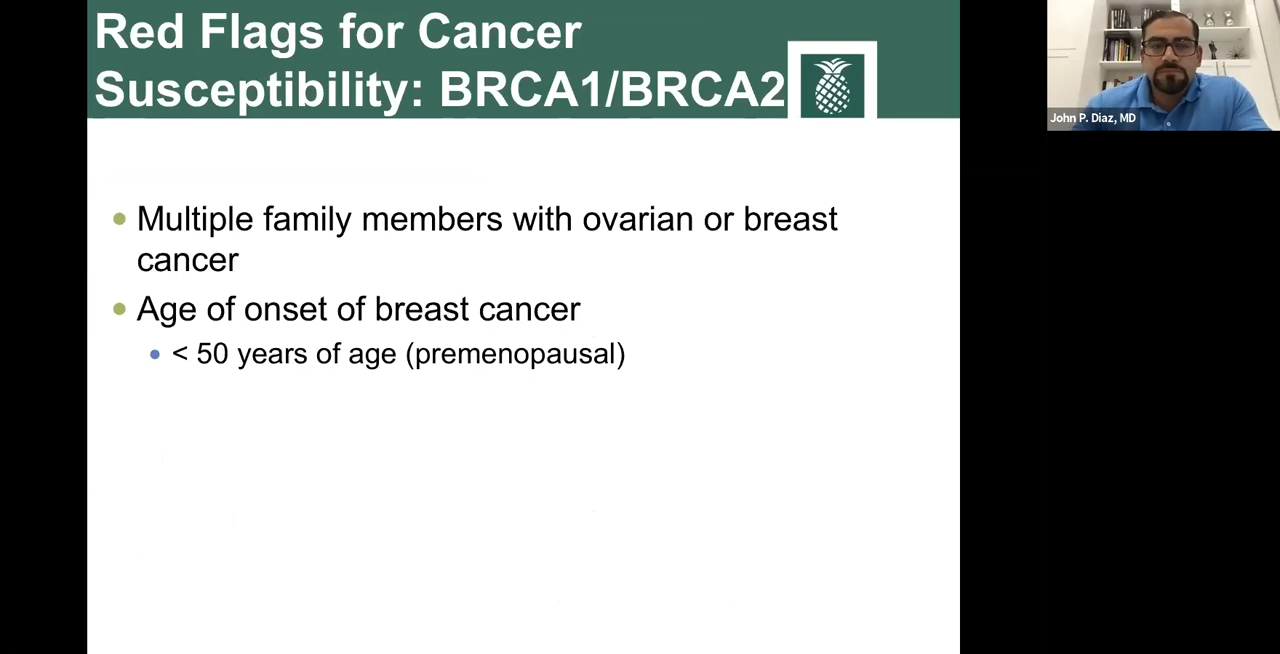 Red Flags for Cancer
Susceptibility: BRCA1/BRCA2
John P. Diaz, MD
• Multiple family members with ovarian or breast
cancer
• Age of onset of breast cancer
• < 50 years of age (premenopausal)